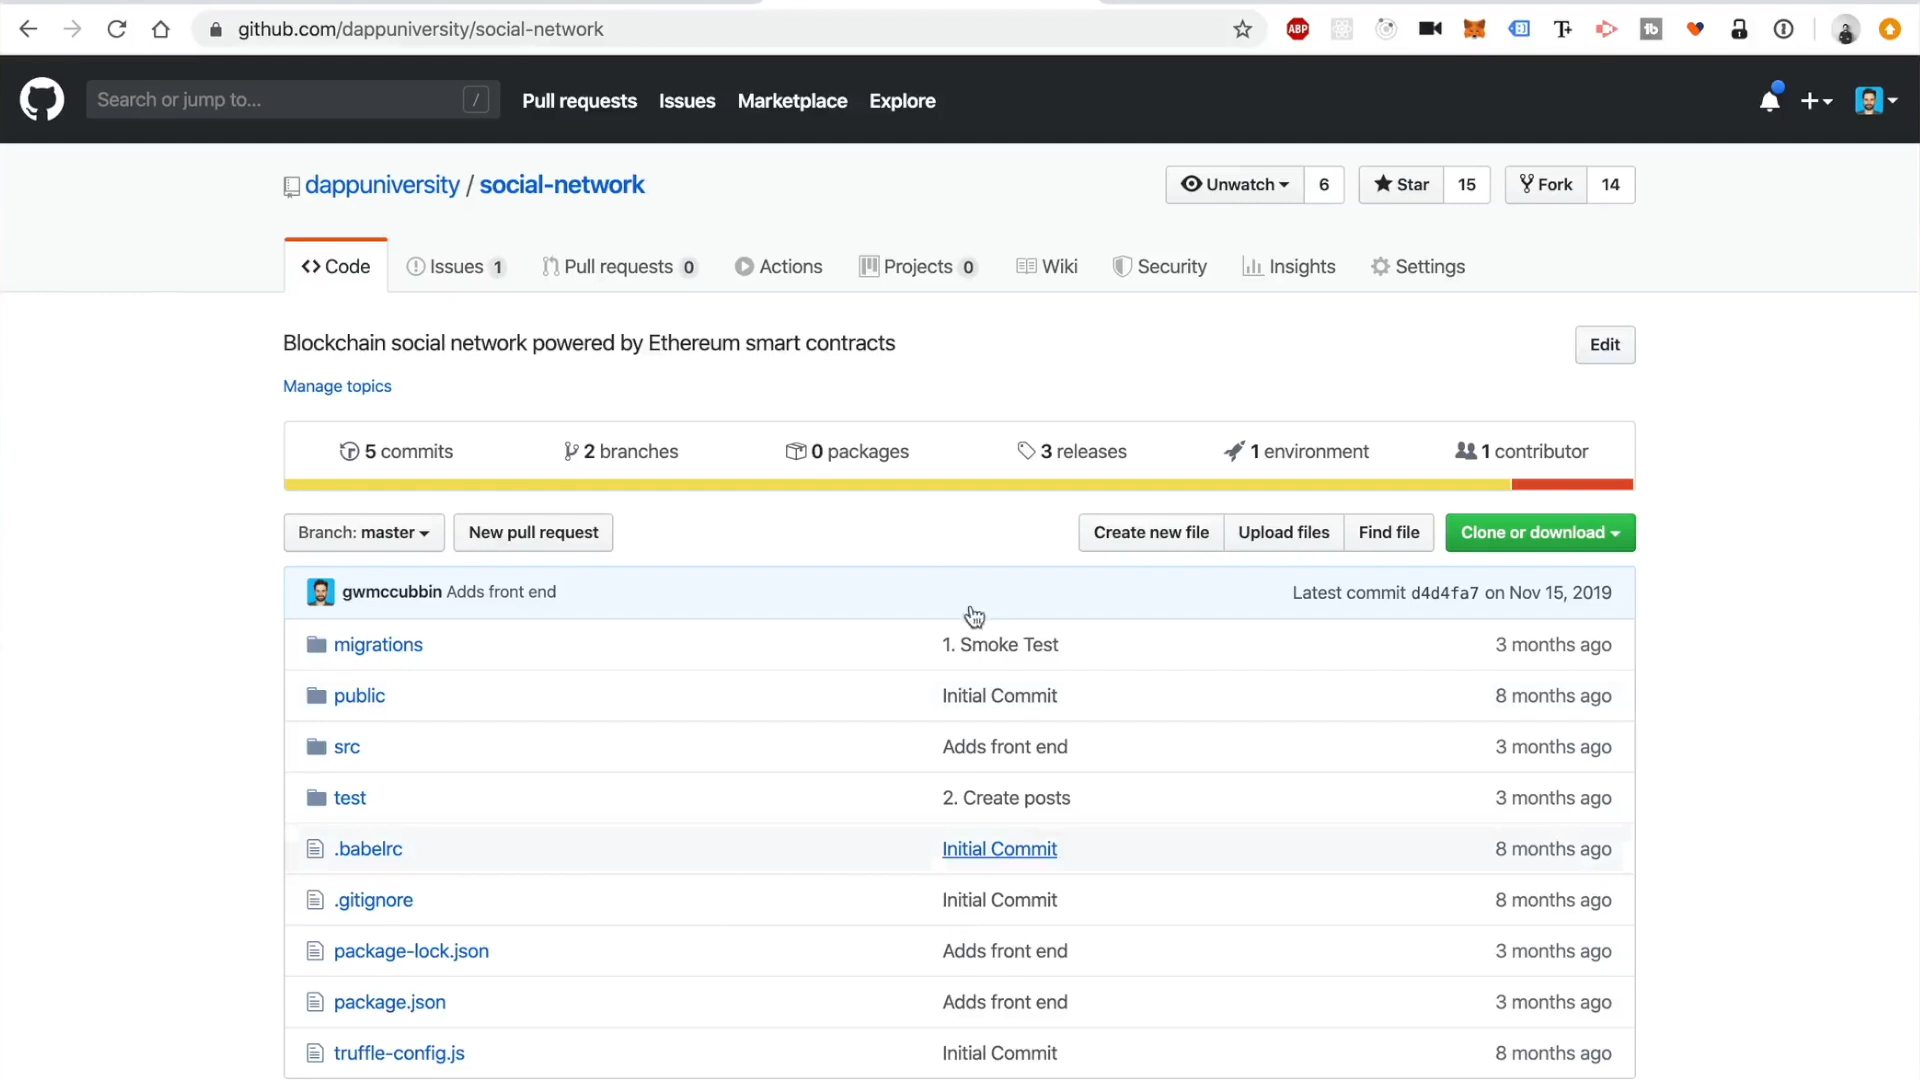 github.com/dappuniversity/social-network
ABP
Search or jump to... /
Pull requests Issues Marketplace Explore
dappuniversity / social-network
Unwatch 6
Star 15
Fork 14
Code
Issues 1
Pull requests 0
Actions
Projects 0
Wiki
Security
Insights
Settings
Blockchain social network powered by Ethereum smart contracts
Edit
Manage topics
5 commits
2 branches
0 packages
3 releases
1 environment
1 contributor
Branch: master
New pull request
Create new file
Upload files
Find file
Clone or download
gwmccubbin Adds front end
Latest commit d4d4fa7 on Nov 15, 2019
migrations 1. Smoke Test 3 months ago
public Initial Commit 8 months ago
src Adds front end 3 months ago
test 2. Create posts 3 months ago
.babelrc Initial Commit 8 months ago
.gitignore Initial Commit 8 months ago
package-lock.json Adds front end 3 months ago
package.json Adds front end 3 months ago
truffle-config.js Initial Commit 8 months ago